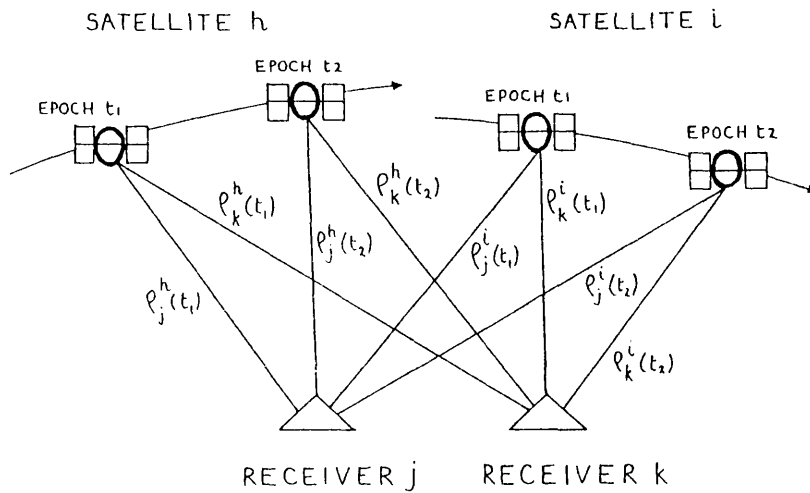 SATELLITE h
SATELLITE i
EPOCH t₂
EPOCH t₁
EPOCH t₁
EPOCH t₂
ρₖʰ(t₂)
ρₖⁱ(t₁)
ρₖʰ(t₁)
ρⱼʰ(t₂)
ρⱼⁱ(t₁)
ρⱼʰ(t₁)
ρⱼⁱ(t₂)
ρₖⁱ(t₂)
RECEIVER j
RECEIVER k